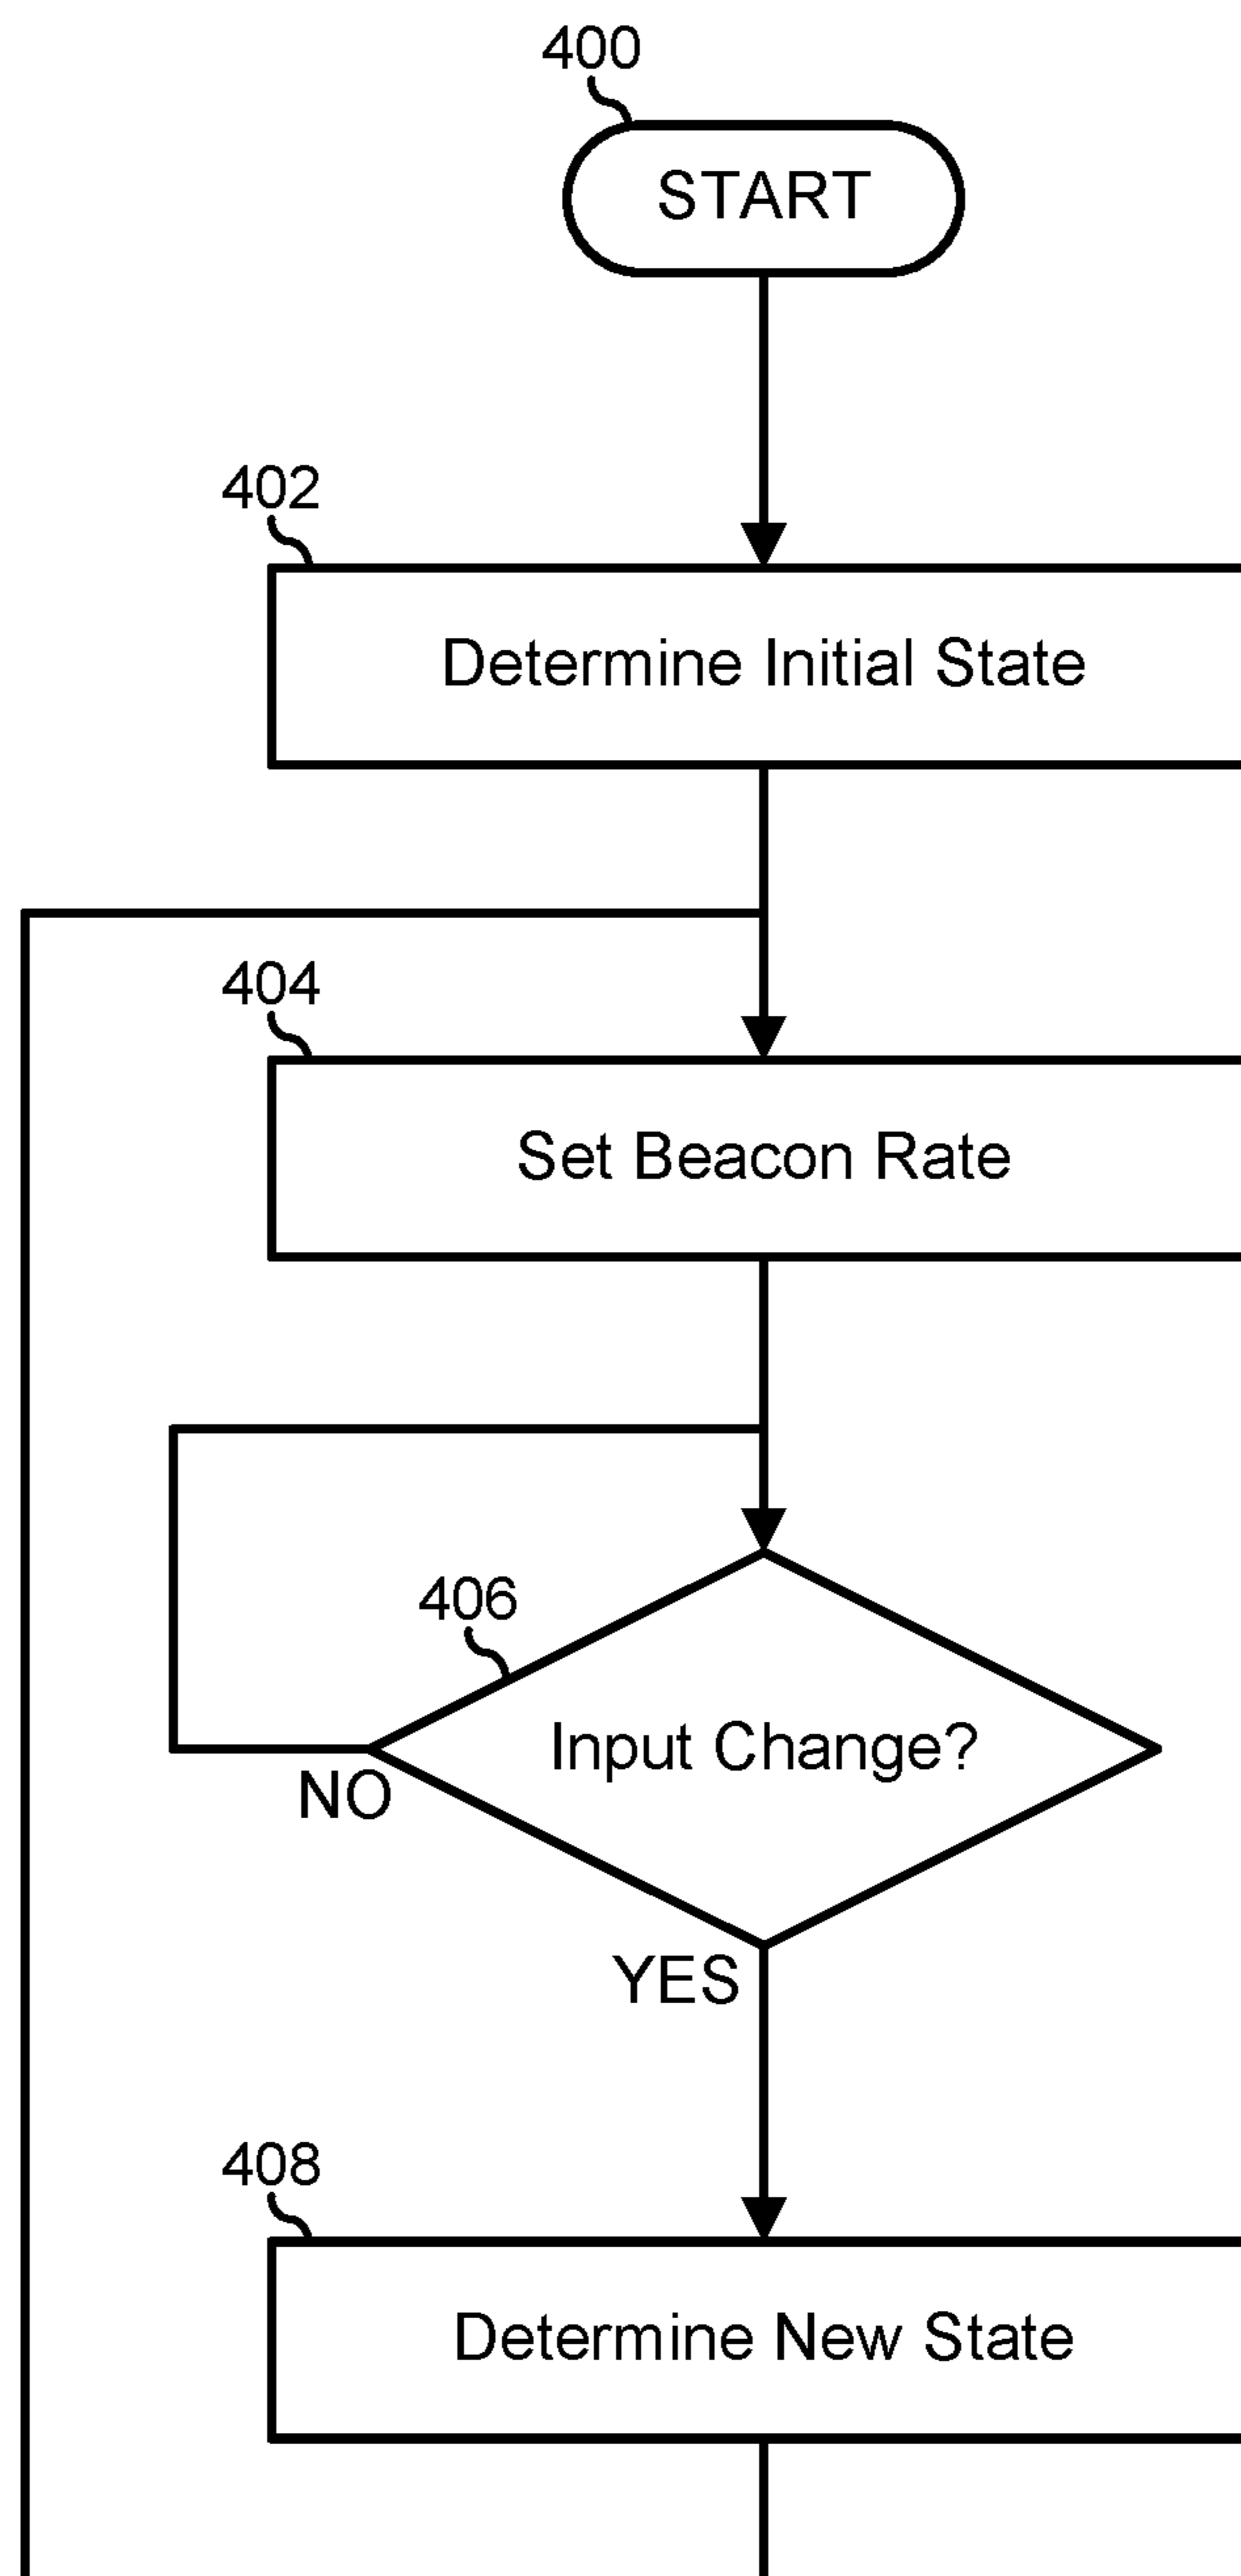 400
START
402
Determine Initial State
404
Set Beacon Rate
406
Input Change?
NO
YES
408
Determine New State